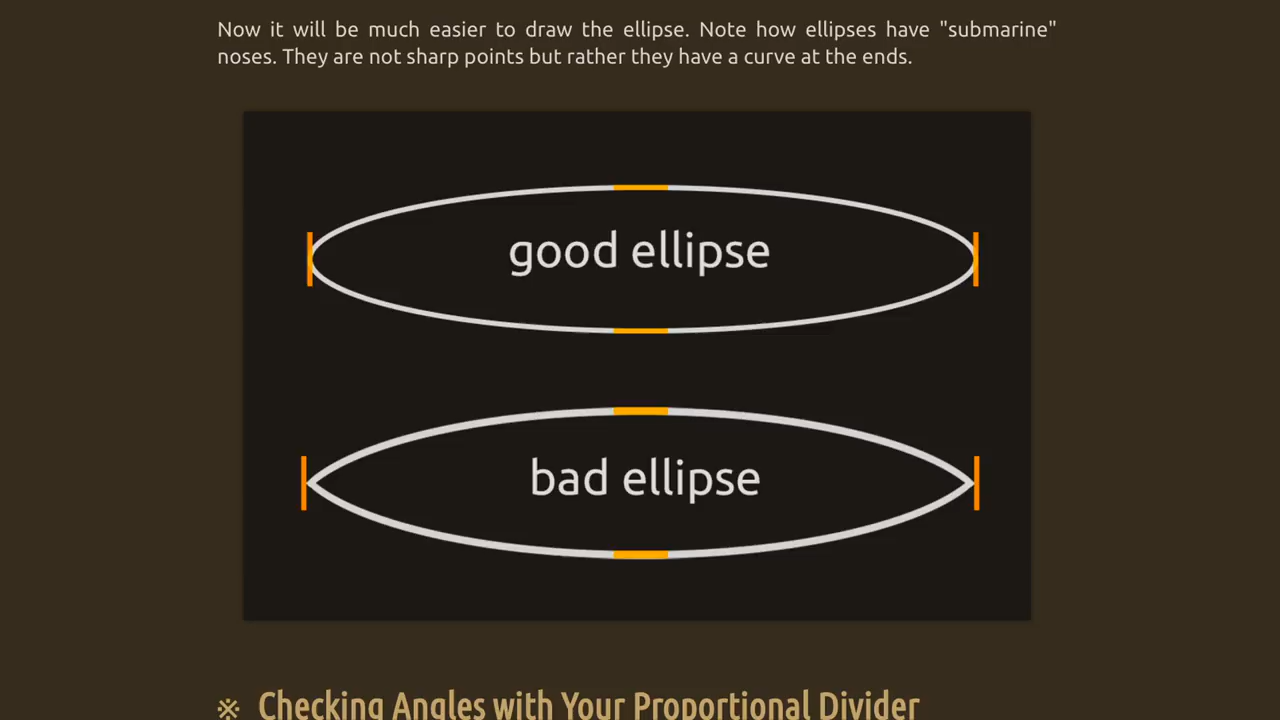 Now it will be much easier to draw the ellipse. Note how ellipses have "submarine"
noses. They are not sharp points but rather they have a curve at the ends.
good ellipse
bad ellipse
※ Checking Angles with Your Proportional Divider